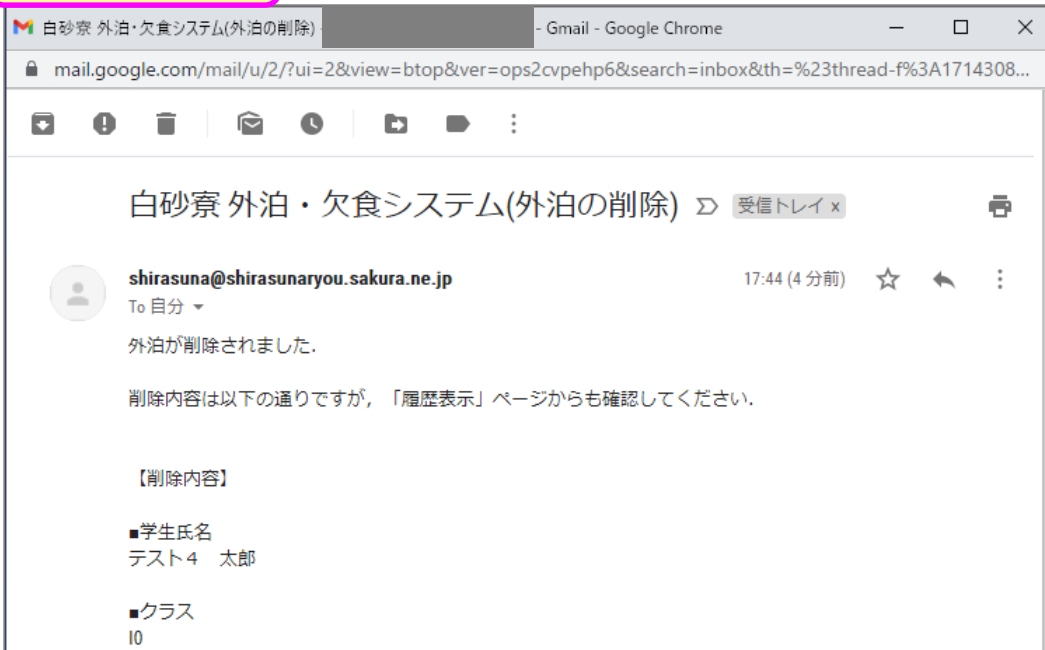 白砂寮 外泊・欠食システム(外泊の削除) - - Gmail - Google Chrome
mail.google.com/mail/u/2/?ui=2&view=btop&ver=ops2cvpehp6&search=inbox&th=%23thread-f%3A1714308...
白砂寮 外泊・欠食システム(外泊の削除) 受信トレイ x
shirasuna@shirasunaryou.sakura.ne.jp 17:44 (4 分前)
To 自分
外泊が削除されました.
削除内容は以下の通りですが, 「履歴表示」ページからも確認してください.
【削除内容】
■学生氏名
テスト４　太郎
■クラス
I0